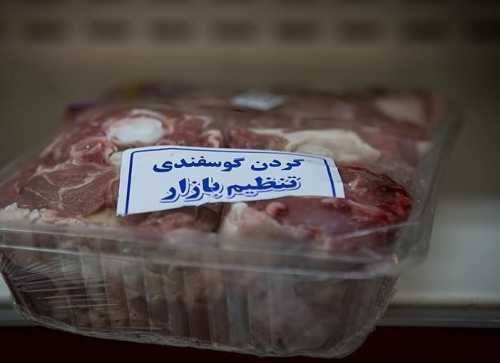 گردن گوسفندی
تنظیم بازار